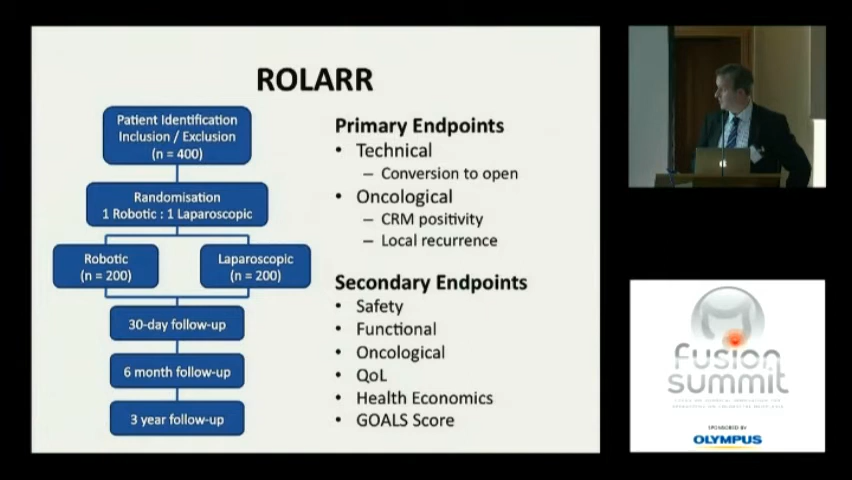 ROLARR
Patient Identification
Inclusion / Exclusion
(n = 400)
Randomisation
1 Robotic : 1 Laparoscopic
Robotic
(n = 200)
Laparoscopic
(n = 200)
30-day follow-up
6 month follow-up
3 year follow-up
Primary Endpoints
• Technical
– Conversion to open
• Oncological
– CRM positivity
– Local recurrence
Secondary Endpoints
• Safety
• Functional
• Oncological
• QoL
• Health Economics
• GOALS Score
fusion
summit
SPONSORED BY
OLYMPUS